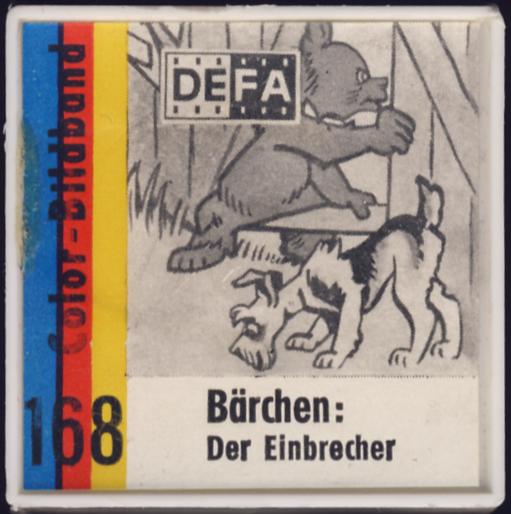 DEFA
Color-Bildband
168
Bärchen:
Der Einbrecher